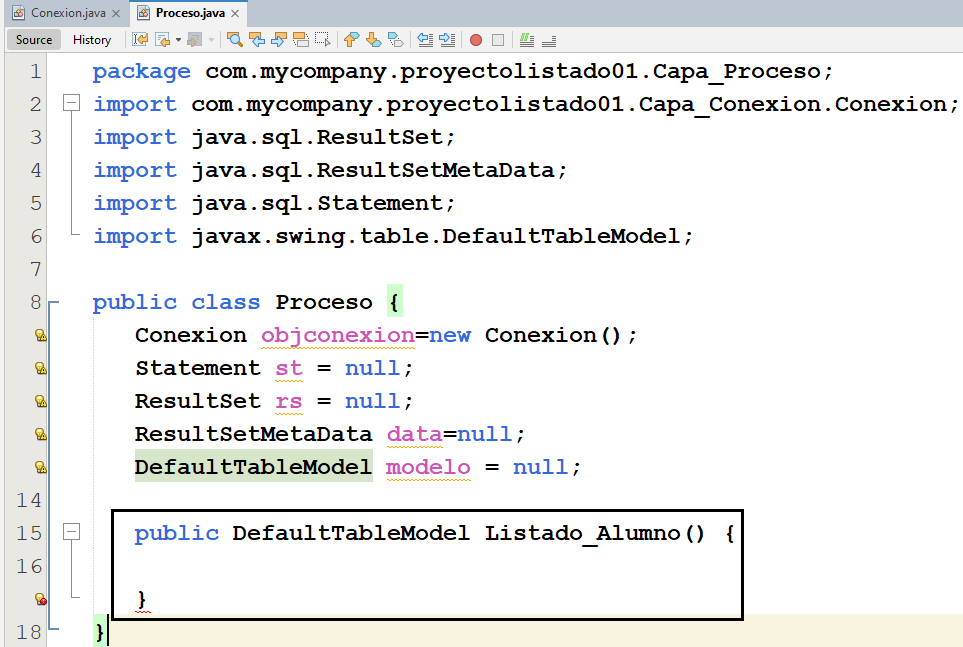 Conexion.java
Proceso.java
Source History
1 package com.mycompany.proyectolistado01.Capa_Proceso;
2 import com.mycompany.proyectolistado01.Capa_Conexion.Conexion;
3 import java.sql.ResultSet;
4 import java.sql.ResultSetMetaData;
5 import java.sql.Statement;
6 import javax.swing.table.DefaultTableModel;
7
8 public class Proceso {
Conexion objconexion=new Conexion();
Statement st = null;
ResultSet rs = null;
ResultSetMetaData data=null;
DefaultTableModel modelo = null;
14
15 public DefaultTableModel Listado_Alumno() {
16
}
18 }